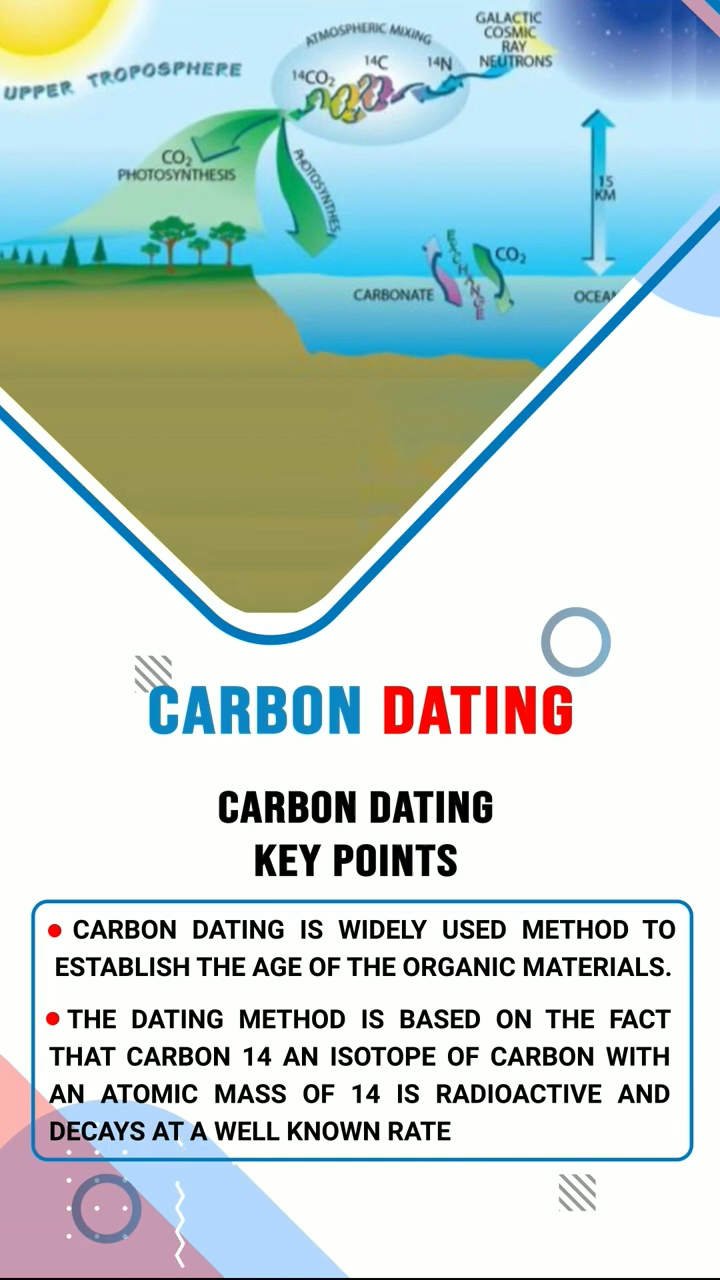 GALACTIC
COSMIC
RAY
NEUTRONS
ATMOSPHERIC MIXING
UPPER TROPOSPHERE
¹⁴CO₂
¹⁴C
¹⁴N
CO₂
PHOTOSYNTHESIS
PHOTOSYNTHES
15
KM
EXCHANGE
CO₂
CARBONATE
OCEAN
CARBON DATING
CARBON DATING
KEY POINTS
• CARBON DATING IS WIDELY USED METHOD TO
ESTABLISH THE AGE OF THE ORGANIC MATERIALS.
• THE DATING METHOD IS BASED ON THE FACT
THAT CARBON 14 AN ISOTOPE OF CARBON WITH
AN ATOMIC MASS OF 14 IS RADIOACTIVE AND
DECAYS AT A WELL KNOWN RATE